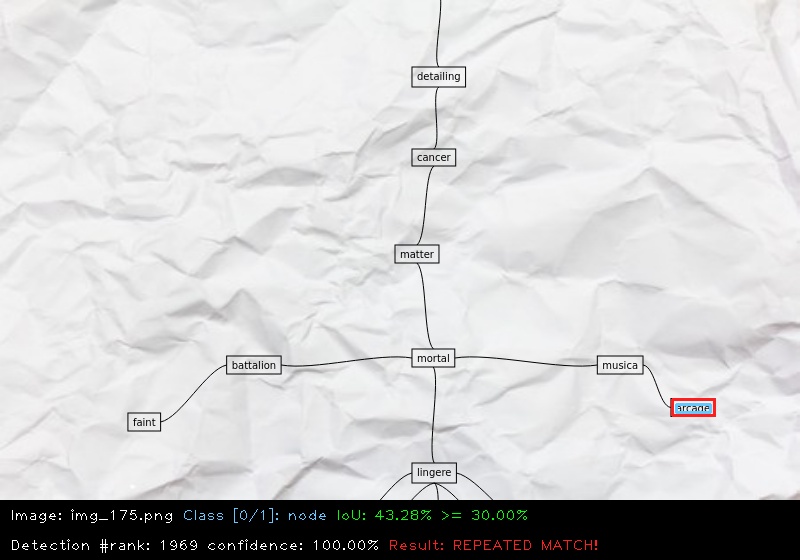 detailing
cancer
matter
mortal
battalion
musica
arcage
faint
lingere
Image: img_175.png Class [0/1]: node IoU: 43.28% >= 30.00%
Detection #rank: 1969 confidence: 100.00% Result: REPEATED MATCH!